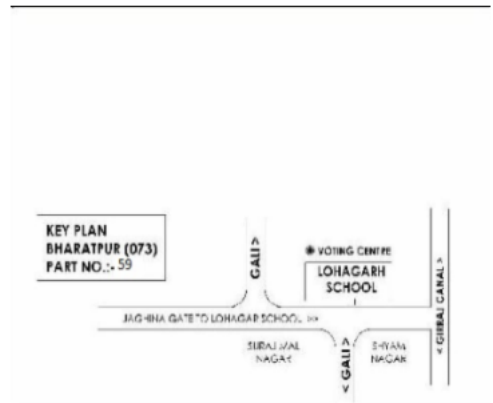 KEY PLAN
BHARATPUR (073)
PART NO.:- 59
GALI >
VOTING CENTRE
LOHAGARH
SCHOOL
< GIRRAJ CANAL >
JAGHINA GATE TO LOHAGAR SCHOOL >>
SURAJ MAL
NAGAR
< GALI >
SHYAM
NAGAR